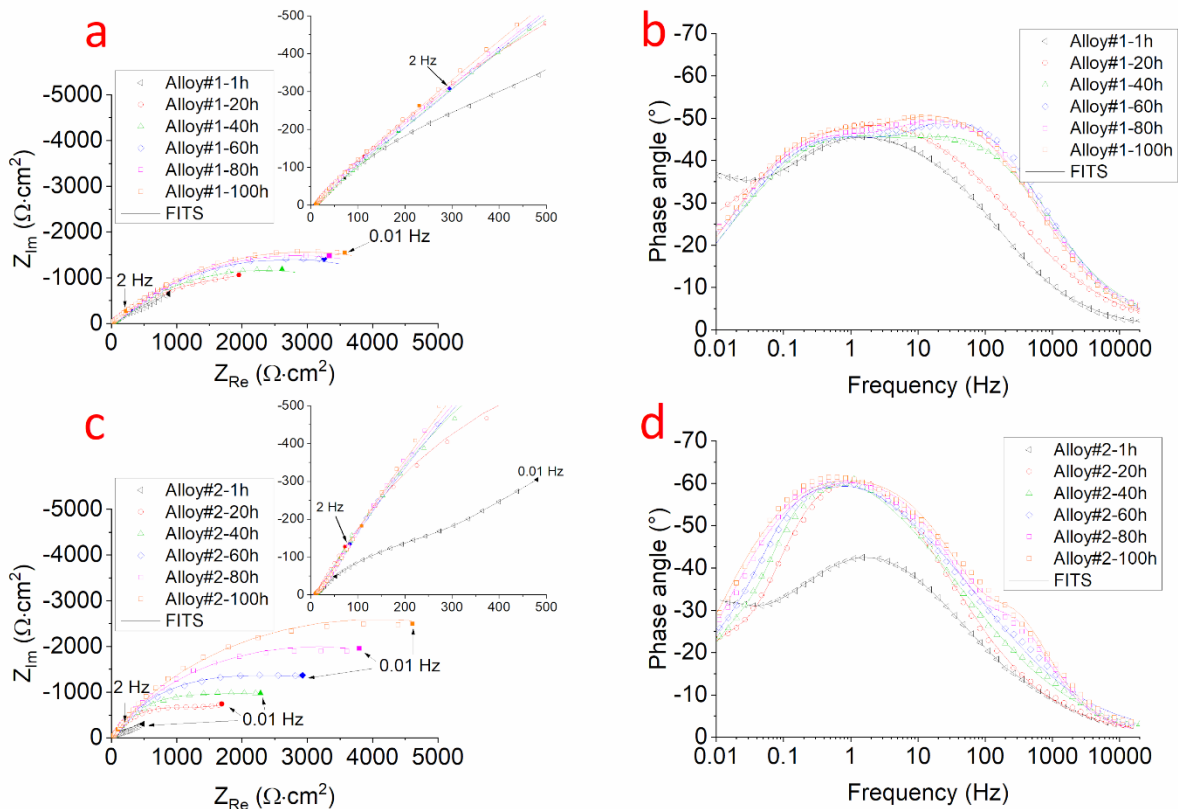 a
-5000
-4000
-3000
-2000
-1000
0
Z_Im (Ω·cm²)
0 1000 2000 3000 4000 5000
Z_Re (Ω·cm²)
Alloy#1-1h
Alloy#1-20h
Alloy#1-40h
Alloy#1-60h
Alloy#1-80h
Alloy#1-100h
FITS
2 Hz
0.01 Hz
-500
-400
-300
-200
-100
0
0 100 200 300 400 500
2 Hz
b
-70
-60
-50
-40
-30
-20
-10
0
Phase angle (°)
0.01 0.1 1 10 100 1000 10000
Frequency (Hz)
Alloy#1-1h
Alloy#1-20h
Alloy#1-40h
Alloy#1-60h
Alloy#1-80h
Alloy#1-100h
FITS
c
-5000
-4500
-4000
-3500
-3000
-2500
-2000
-1500
-1000
-500
0
Z_Im (Ω·cm²)
0 1000 2000 3000 4000 5000
Z_Re (Ω·cm²)
Alloy#2-1h
Alloy#2-20h
Alloy#2-40h
Alloy#2-60h
Alloy#2-80h
Alloy#2-100h
FITS
2 Hz
0.01 Hz
0.01 Hz
0.01 Hz
-500
-400
-300
-200
-100
0
0 100 200 300 400 500
2 Hz
0.01 Hz
d
-70
-60
-50
-40
-30
-20
-10
0
Phase angle (°)
0.01 0.1 1 10 100 1000 10000
Frequency (Hz)
Alloy#2-1h
Alloy#2-20h
Alloy#2-40h
Alloy#2-60h
Alloy#2-80h
Alloy#2-100h
FITS